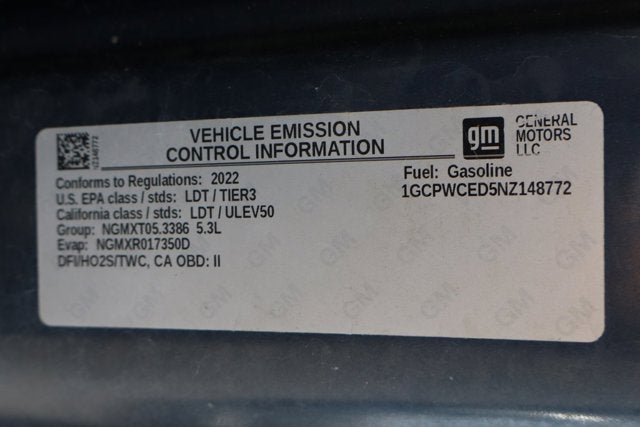 VEHICLE EMISSION
CONTROL INFORMATION
gm
GENERAL
MOTORS
LLC
Conforms to Regulations: 2022
U.S. EPA class / stds: LDT / TIER3
California class / stds: LDT / ULEV50
Group: NGMXT05.3386 5.3L
Evap: NGMXR017350D
DFI/HO2S/TWC, CA OBD: II
Fuel: Gasoline
1GCPWCED5NZ148772